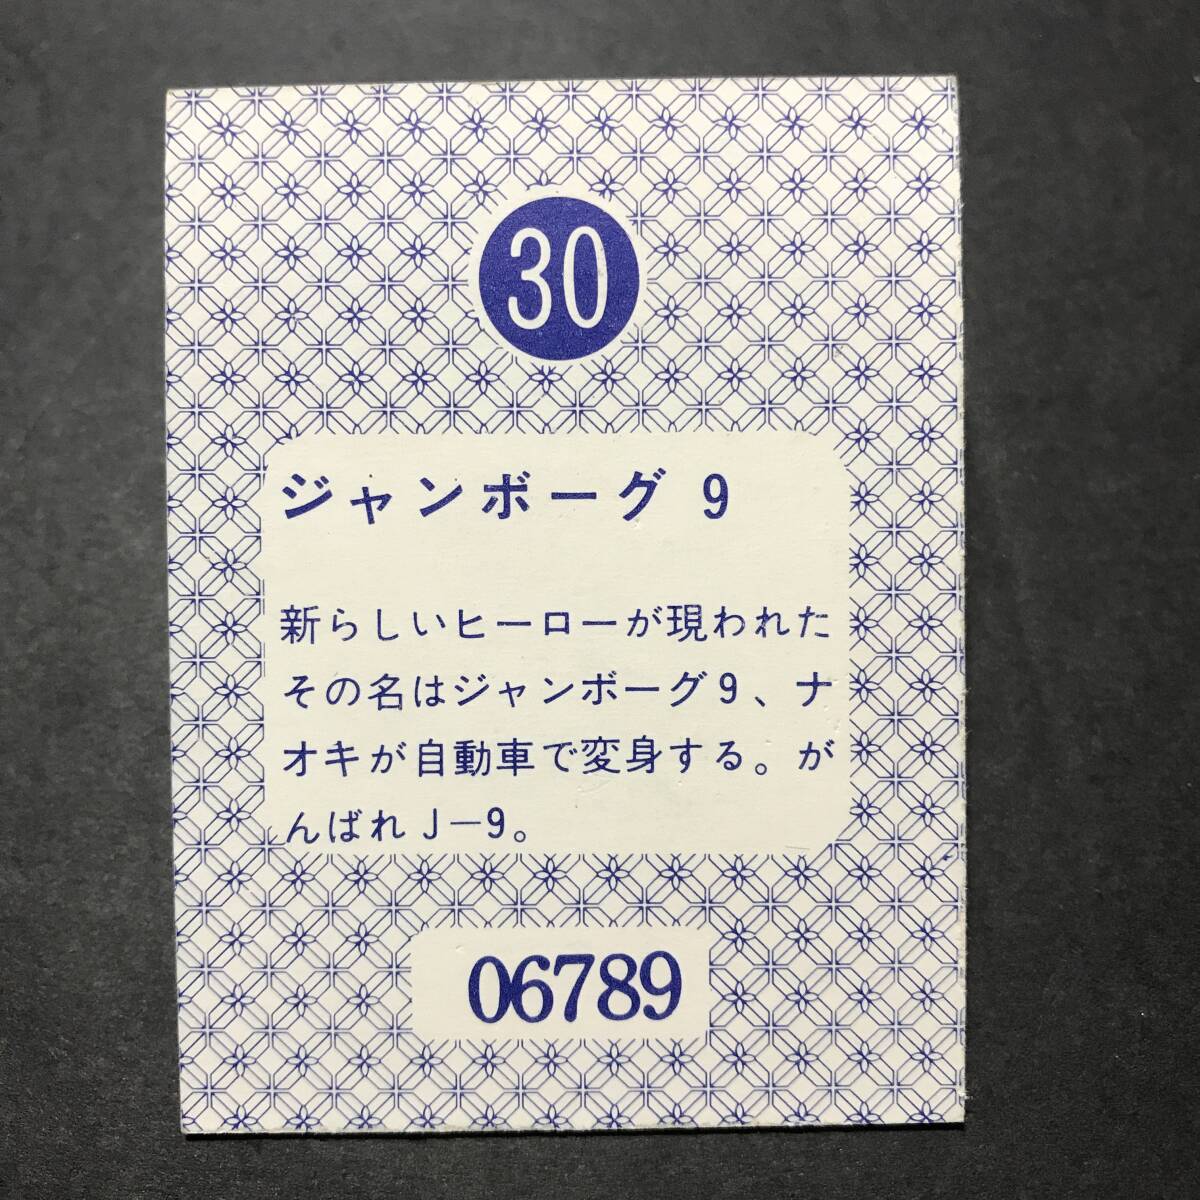 30
ジャンボーグ 9
新らしいヒーローが現われた
その名はジャンボーグ9、ナ
オキが自動車で変身する。が
んばれJ―9。
06789